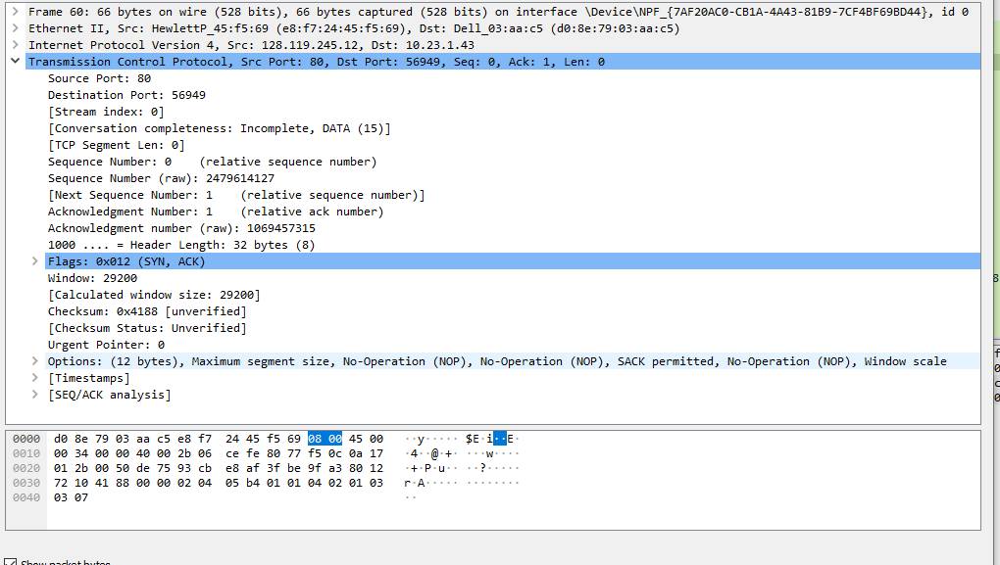 Frame 60: 66 bytes on wire (528 bits), 66 bytes captured (528 bits) on interface \Device\NPF_{7AF20AC0-CB1A-4A43-81B9-7CF4BF69BD44}, id 0
Ethernet II, Src: HewlettP_45:f5:69 (e8:f7:24:45:f5:69), Dst: Dell_03:aa:c5 (d0:8e:79:03:aa:c5)
Internet Protocol Version 4, Src: 128.119.245.12, Dst: 10.23.1.43
Transmission Control Protocol, Src Port: 80, Dst Port: 56949, Seq: 0, Ack: 1, Len: 0
Source Port: 80
Destination Port: 56949
[Stream index: 0]
[Conversation completeness: Incomplete, DATA (15)]
[TCP Segment Len: 0]
Sequence Number: 0    (relative sequence number)
Sequence Number (raw): 2479614127
[Next Sequence Number: 1    (relative sequence number)]
Acknowledgment Number: 1    (relative ack number)
Acknowledgment number (raw): 1069457315
1000 .... = Header Length: 32 bytes (8)
Flags: 0x012 (SYN, ACK)
Window: 29200
[Calculated window size: 29200]
Checksum: 0x4188 [unverified]
[Checksum Status: Unverified]
Urgent Pointer: 0
Options: (12 bytes), Maximum segment size, No-Operation (NOP), No-Operation (NOP), SACK permitted, No-Operation (NOP), Window scale
[Timestamps]
[SEQ/ACK analysis]
0000 d0 8e 79 03 aa c5 e8 f7 24 45 f5 69 08 00 45 00 ··y····· $E·i··E·
0010 00 34 00 00 40 00 2b 06 ce fe 80 77 f5 0c 0a 17 ·4··@·+· ···w····
0020 01 2b 00 50 de 75 93 cb e8 af 3f be 9f a3 80 12 ·+·P·u·· ··?·····
0030 72 10 41 88 00 00 02 04 05 b4 01 01 04 02 01 03 r·A····· ········
0040 03 07 ··
Show packet bytes